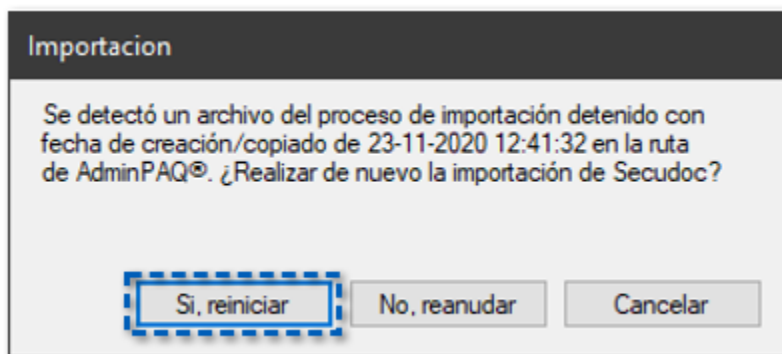 Importacion
Se detectó un archivo del proceso de importación detenido con
fecha de creación/copiado de 23-11-2020 12:41:32 en la ruta
de AdminPAQ®. ¿Realizar de nuevo la importación de Secudoc?
Si, reiniciar
No, reanudar
Cancelar